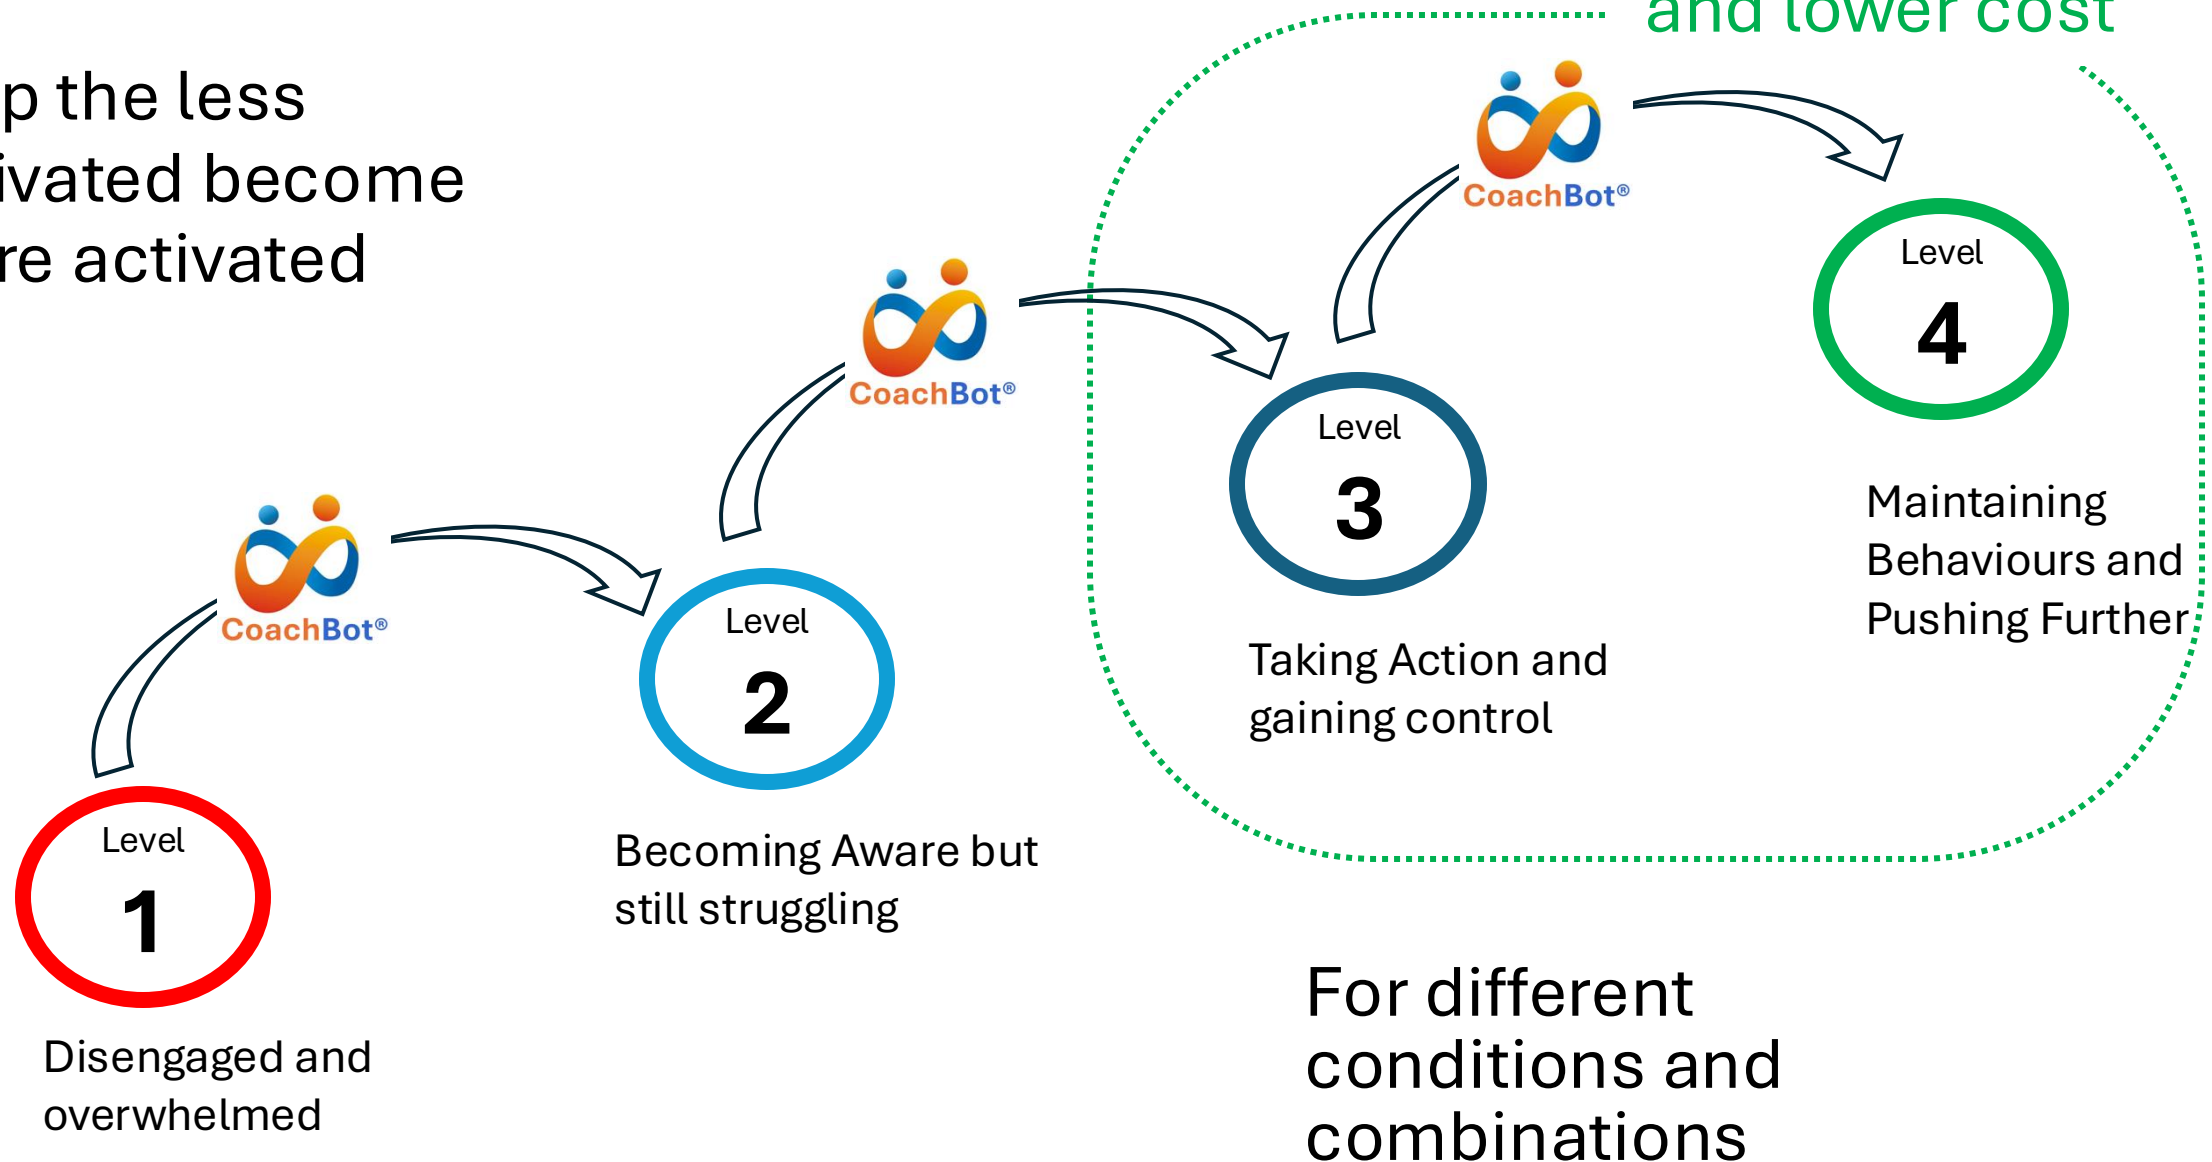 and lower cost
p the less
ivated become
re activated
CoachBot®
Level
4
CoachBot®
Level
3
Maintaining
Behaviours and
Pushing Further
CoachBot®
Level
2
Taking Action and
gaining control
Level
1
Becoming Aware but
still struggling
For different
conditions and
combinations
Disengaged and
overwhelmed